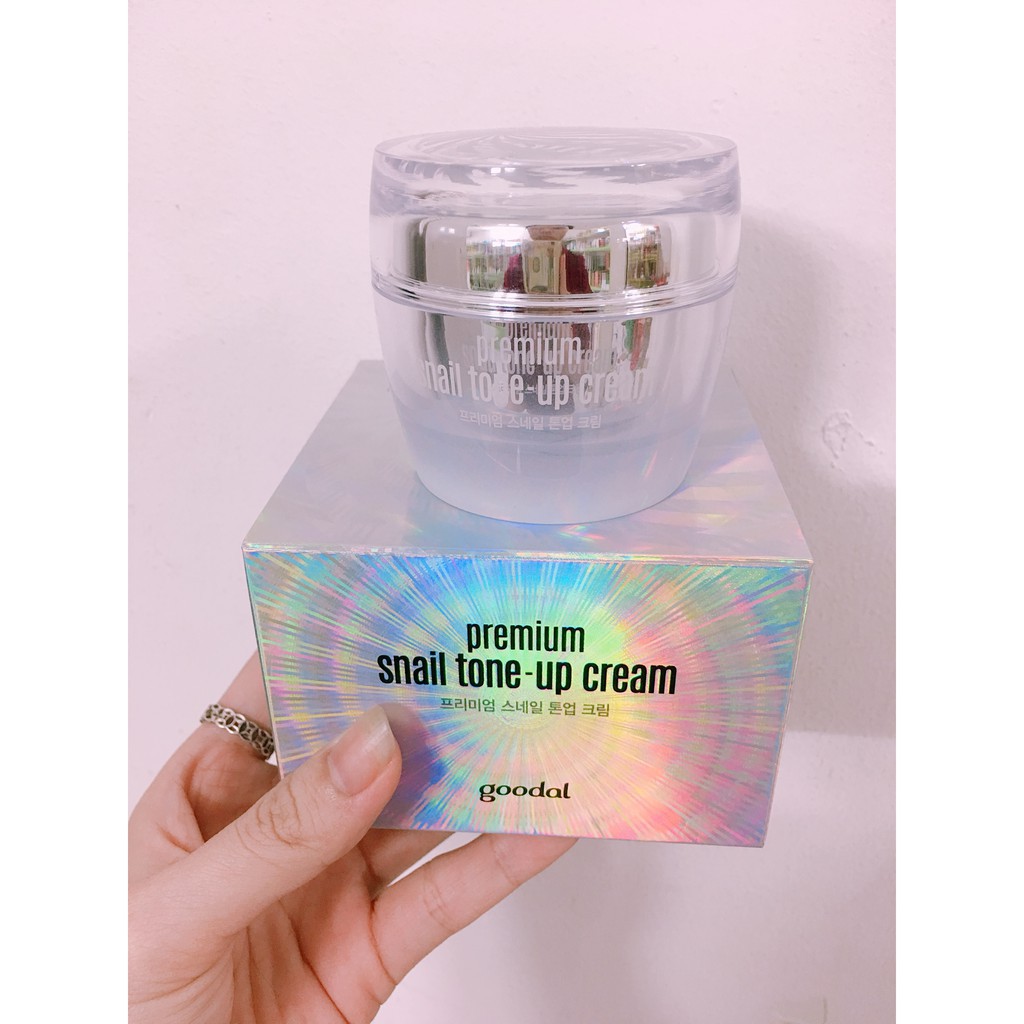 premium
snail tone-up cream
프리미엄 스네일 톤업 크림
premium
snail tone-up cream
프리미엄 스네일 톤업 크림
goodal